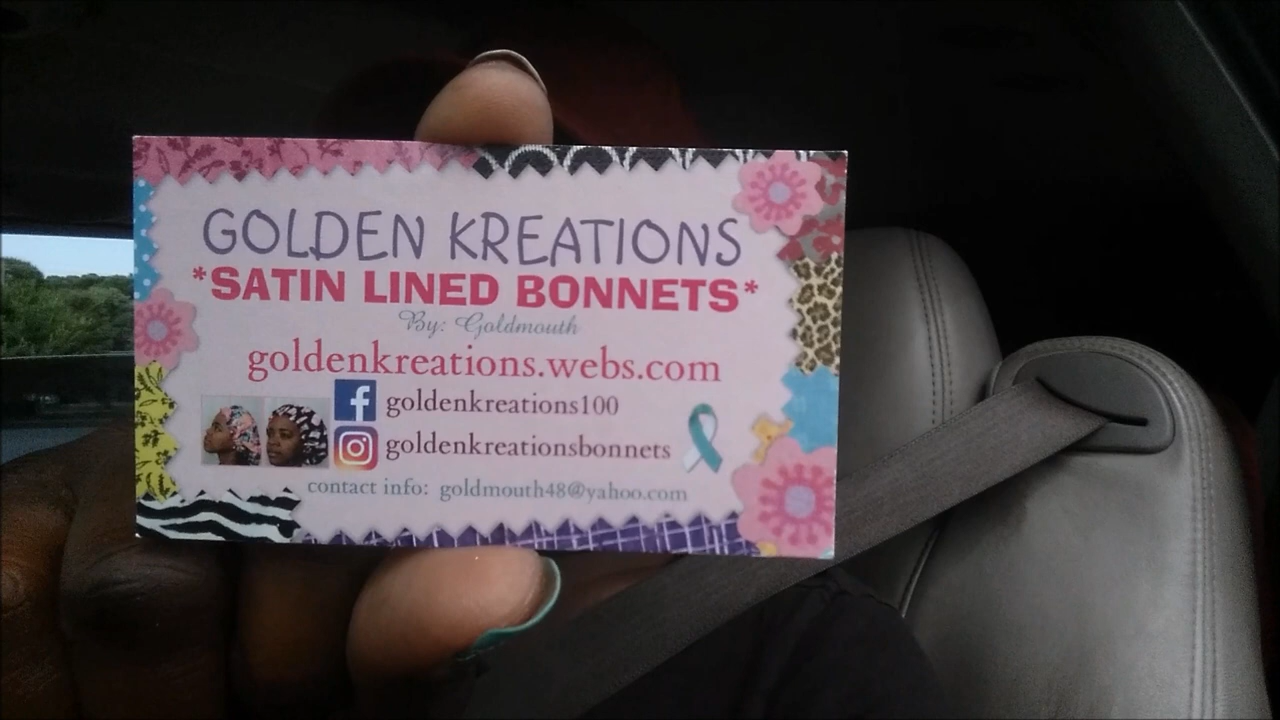 GOLDEN KREATIONS
*SATIN LINED BONNETS*
By: Goldmouth
goldenkreations.webs.com
f goldenkreations100
goldenkreationsbonnets
contact info: goldmouth48@yahoo.com